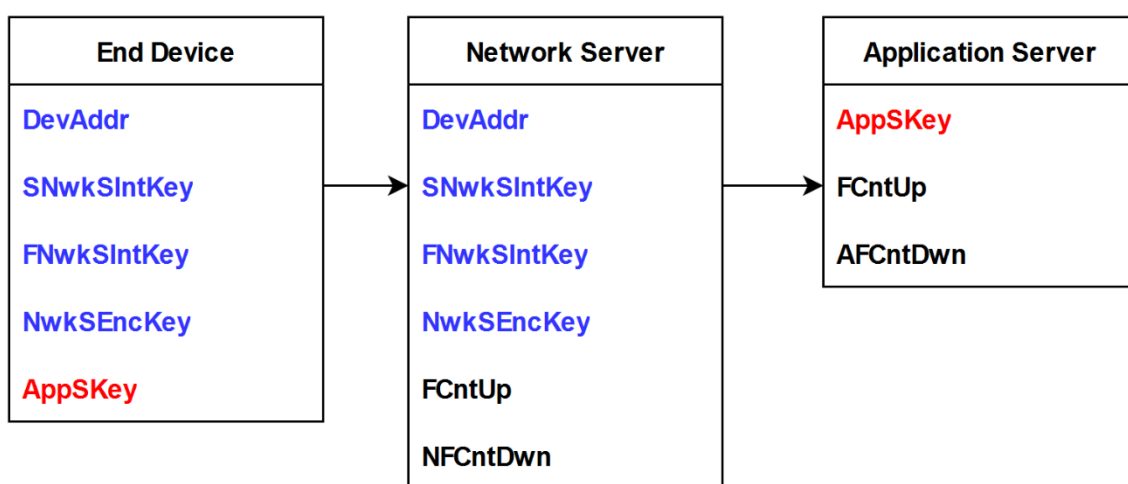 End Device
DevAddr
SNwkSIntKey
FNwkSIntKey
NwkSEncKey
AppSKey
Network Server
DevAddr
SNwkSIntKey
FNwkSIntKey
NwkSEncKey
FCntUp
NFCntDwn
Application Server
AppSKey
FCntUp
AFCntDwn